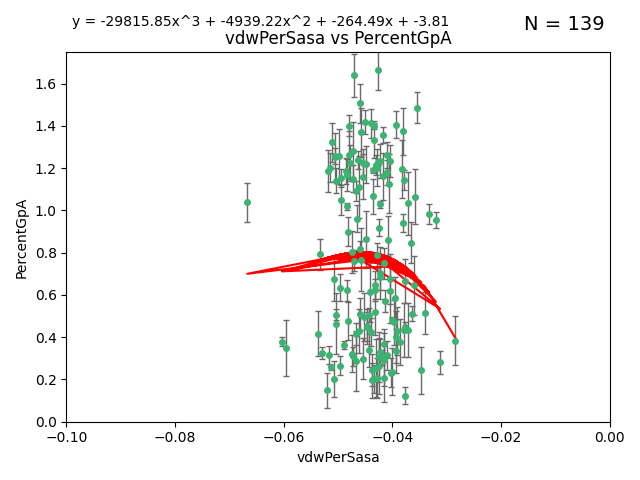 y = -29815.85x^3 + -4939.22x^2 + -264.49x + -3.81
N = 139
vdwPerSasa vs PercentGpA
PercentGpA
1.6
1.4
1.2
1.0
0.8
0.6
0.4
0.2
0.0
−0.10 −0.08 −0.06 −0.04 −0.02 0.00
vdwPerSasa